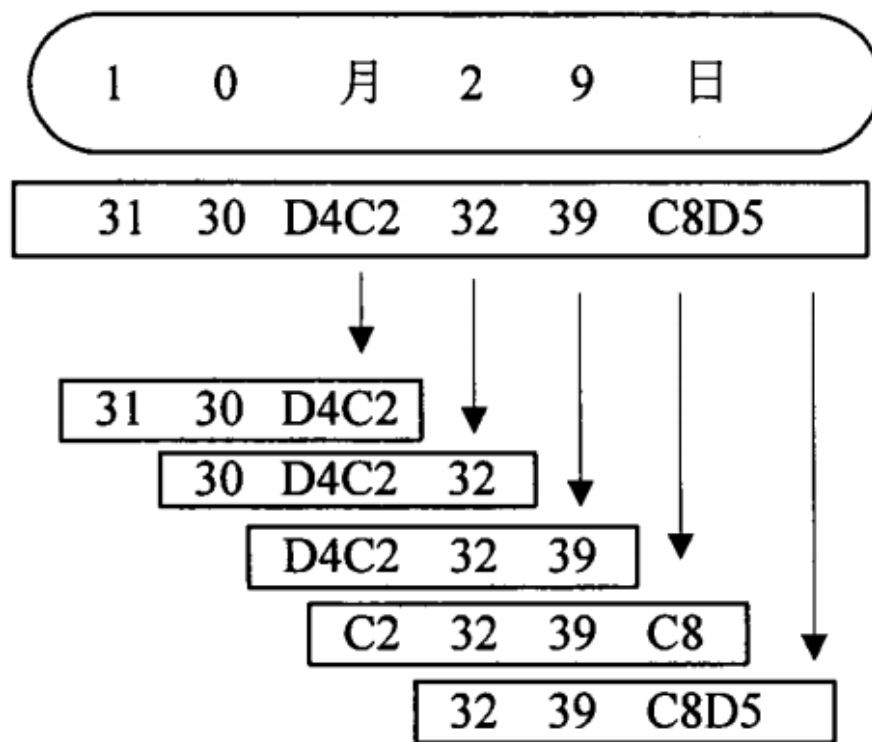 1 0 月 2 9 日
31 30 D4C2 32 39 C8D5
31 30 D4C2
30 D4C2 32
D4C2 32 39
C2 32 39 C8
32 39 C8D5